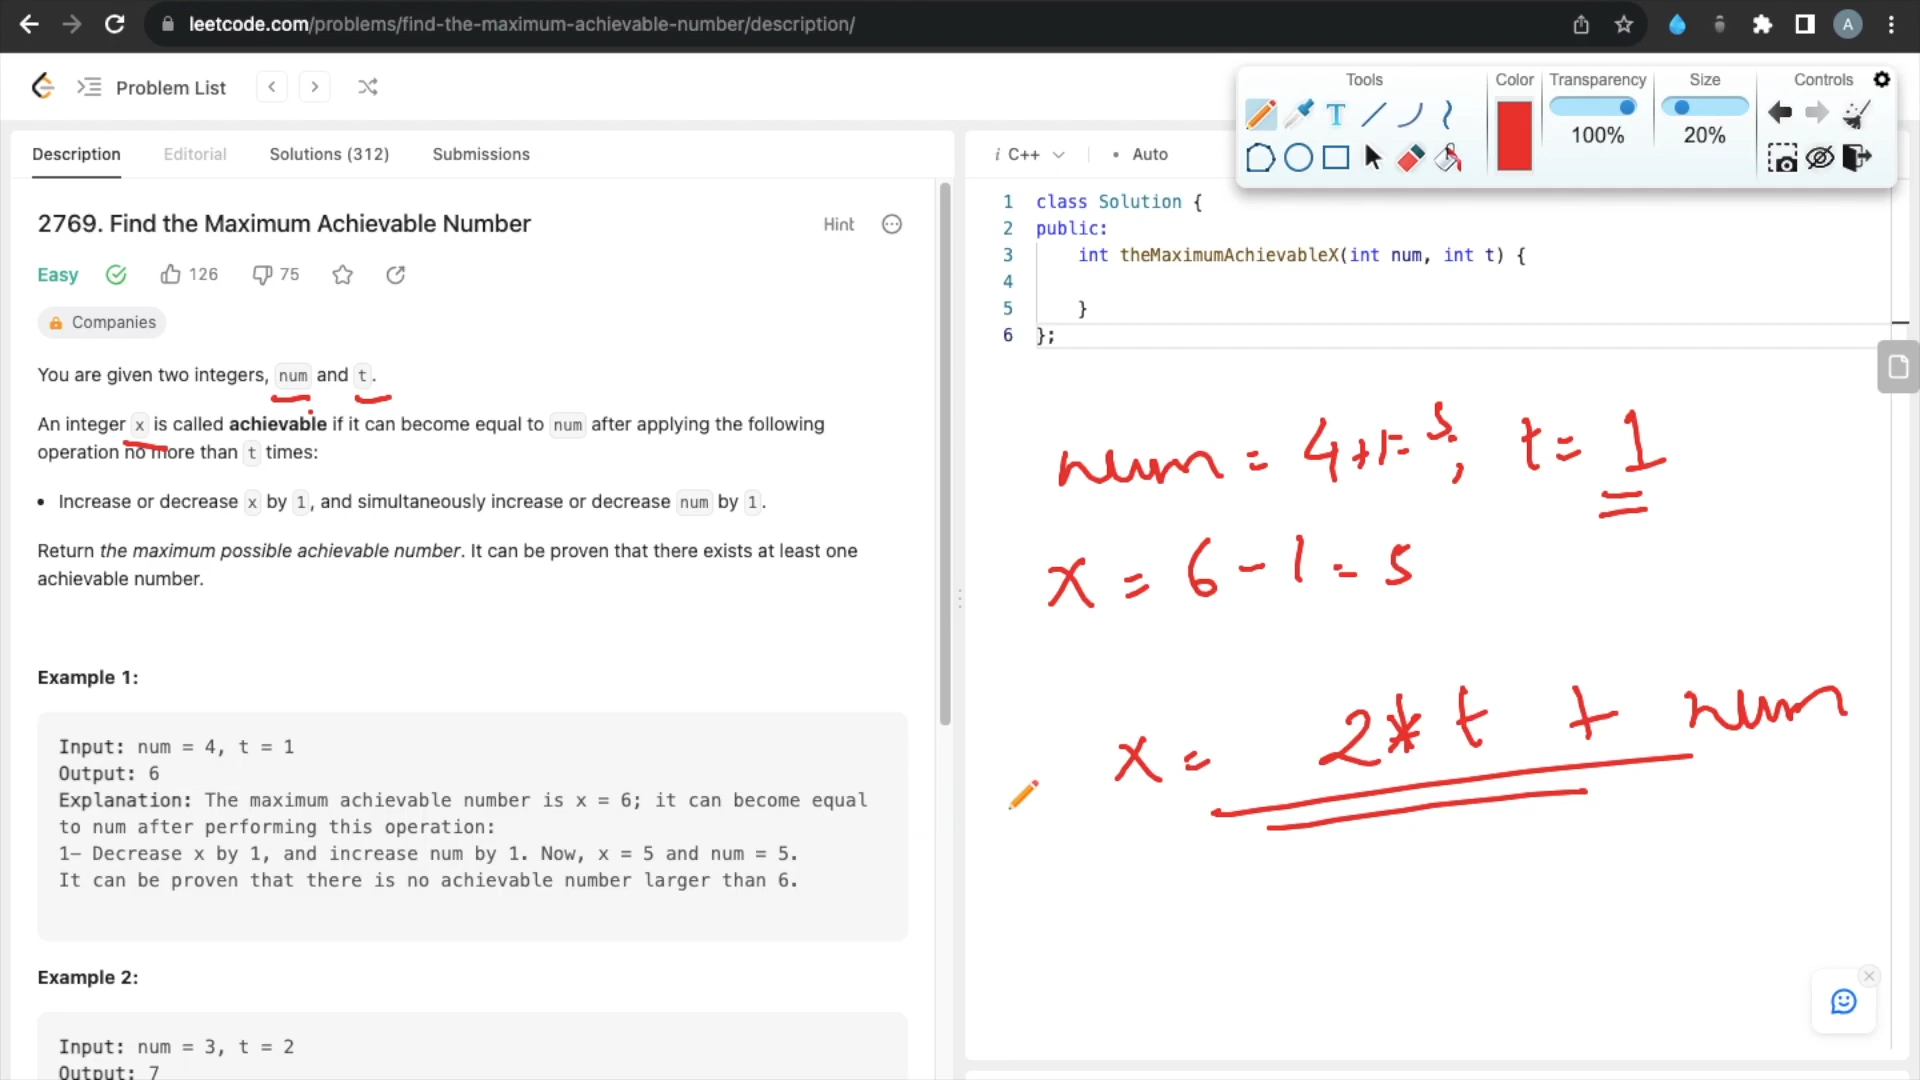 leetcode.com/problems/find-the-maximum-achievable-number/description/
A
Problem List
Tools
Color
Transparency
Size
Controls
100%
20%
Description
Editorial
Solutions (312)
Submissions
i C++
• Auto
2769. Find the Maximum Achievable Number
Hint
Easy
126
75
Companies
You are given two integers, num and t.
An integer x is called achievable if it can become equal to num after applying the following
operation no more than t times:
• Increase or decrease x by 1, and simultaneously increase or decrease num by 1.
Return the maximum possible achievable number. It can be proven that there exists at least one
achievable number.
Example 1:
Input: num = 4, t = 1
Output: 6
Explanation: The maximum achievable number is x = 6; it can become equal
to num after performing this operation:
1- Decrease x by 1, and increase num by 1. Now, x = 5 and num = 5.
It can be proven that there is no achievable number larger than 6.
Example 2:
Input: num = 3, t = 2
Output: 7
1 class Solution {
2 public:
3 int theMaximumAchievableX(int num, int t) {
4
5 }
6 };
num = 4+1=5, t = 1
x = 6 - 1 = 5
x = 2* t + num